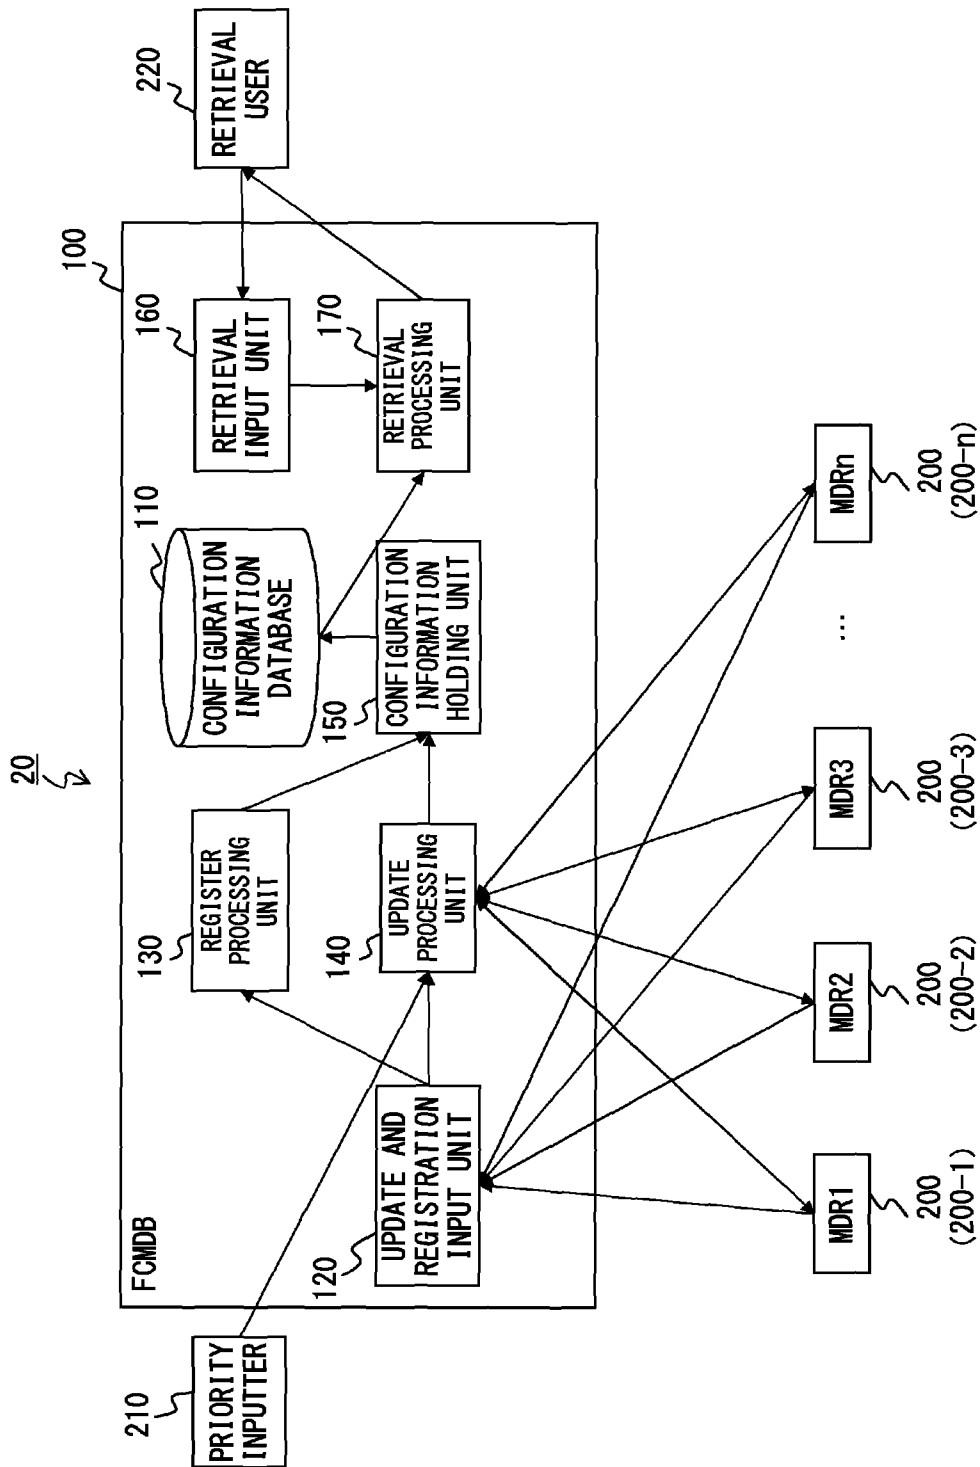 20
210
PRIORITY
INPUTTER
FCMDB
100
120
UPDATE AND
REGISTRATION
INPUT UNIT
130
REGISTER
PROCESSING
UNIT
140
UPDATE
PROCESSING
UNIT
110
CONFIGURATION
INFORMATION
DATABASE
150
CONFIGURATION
INFORMATION
HOLDING UNIT
160
RETRIEVAL
INPUT UNIT
170
RETRIEVAL
PROCESSING
UNIT
220
RETRIEVAL
USER
MDR1
200
(200-1)
MDR2
200
(200-2)
MDR3
200
(200-3)
...
MDRn
200
(200-n)